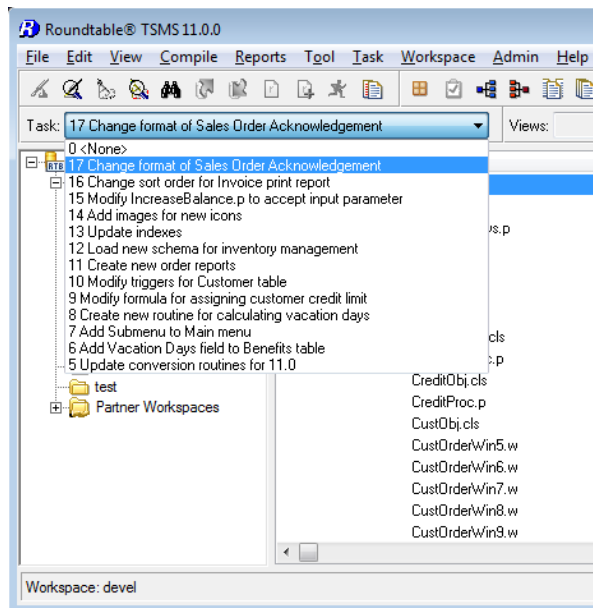 Roundtable® TSMS 11.0.0
File Edit View Compile Reports Tool Task Workspace Admin Help
Task: 17 Change format of Sales Order Acknowledgement Views:
0 <None>
17 Change format of Sales Order Acknowledgement
16 Change sort order for Invoice print report
15 Modify IncreaseBalance.p to accept input parameter
14 Add images for new icons
13 Update indexes
12 Load new schema for inventory management
11 Create new order reports
10 Modify triggers for Customer table
9 Modify formula for assigning customer credit limit
8 Create new routine for calculating vacation days
7 Add Submenu to Main menu
6 Add Vacation Days field to Benefits table
5 Update conversion routines for 11.0
test
Partner Workspaces
CreditObj.cls
CreditProc.p
CustObj.cls
CustOrderWin5.w
CustOrderWin6.w
CustOrderWin7.w
CustOrderWin8.w
CustOrderWin9.w
Workspace: devel